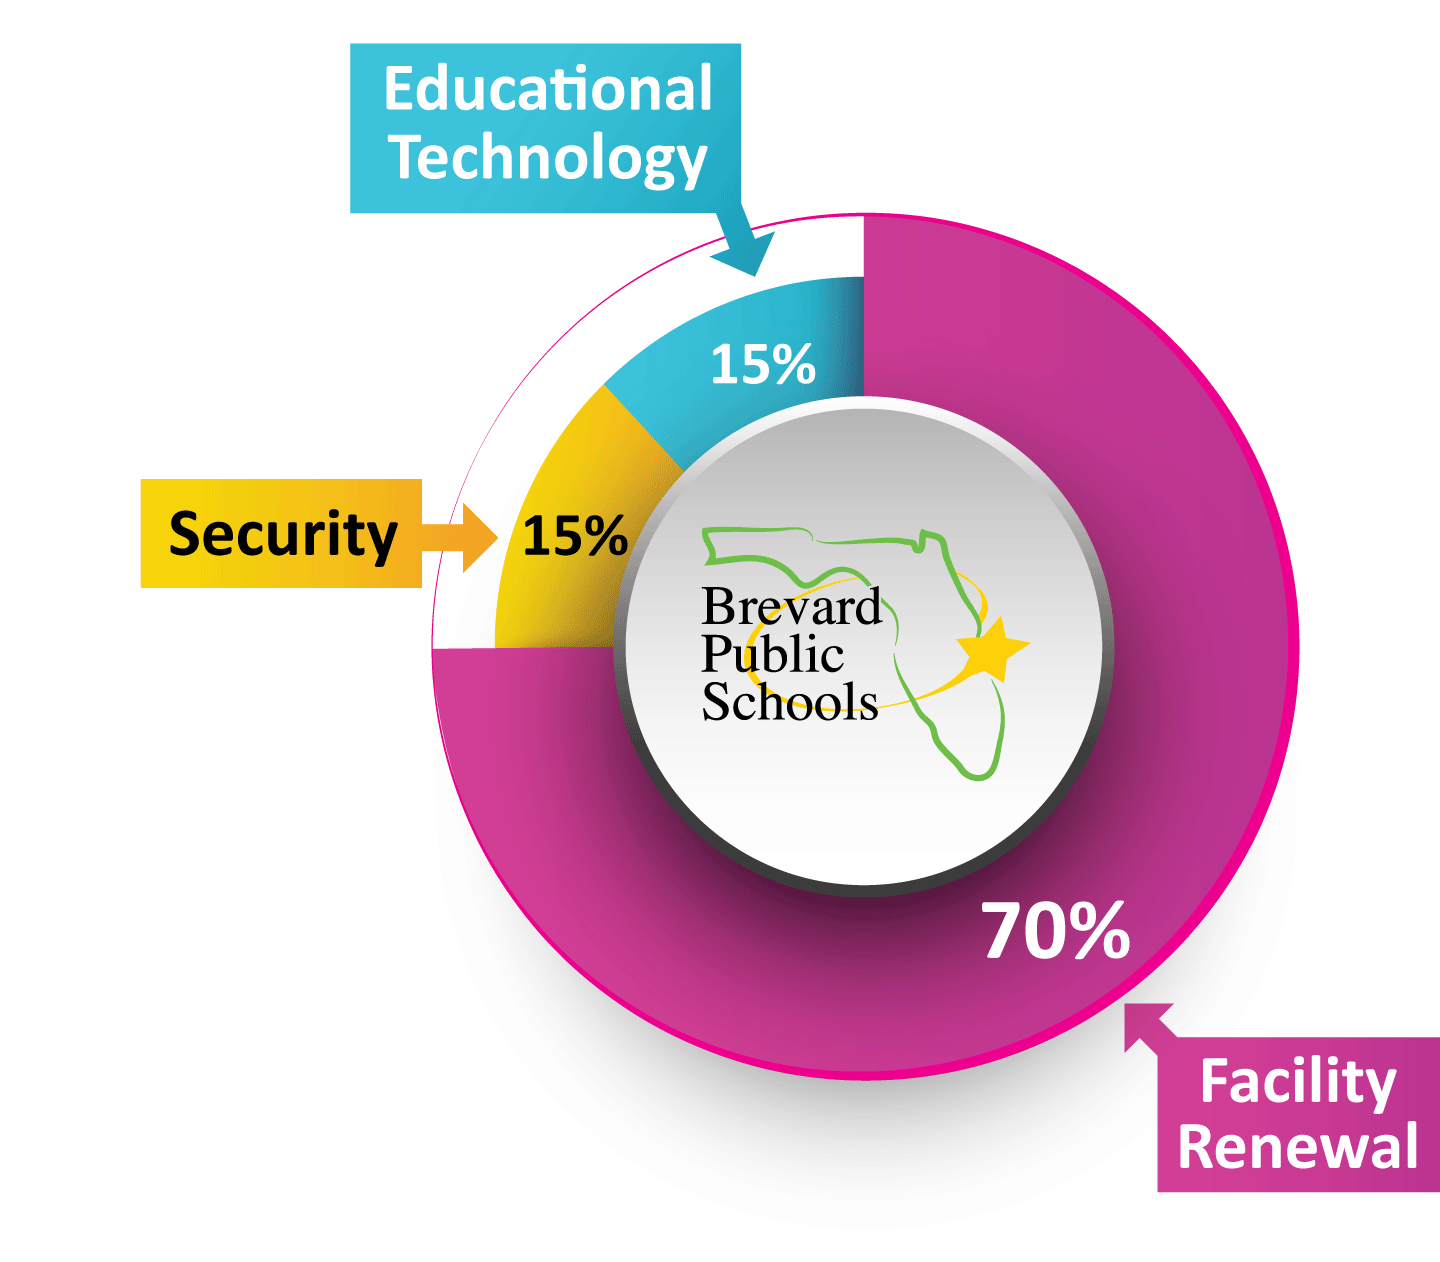 Educational
Technology
15%
Security
15%
Brevard
Public
Schools
70%
Facility
Renewal